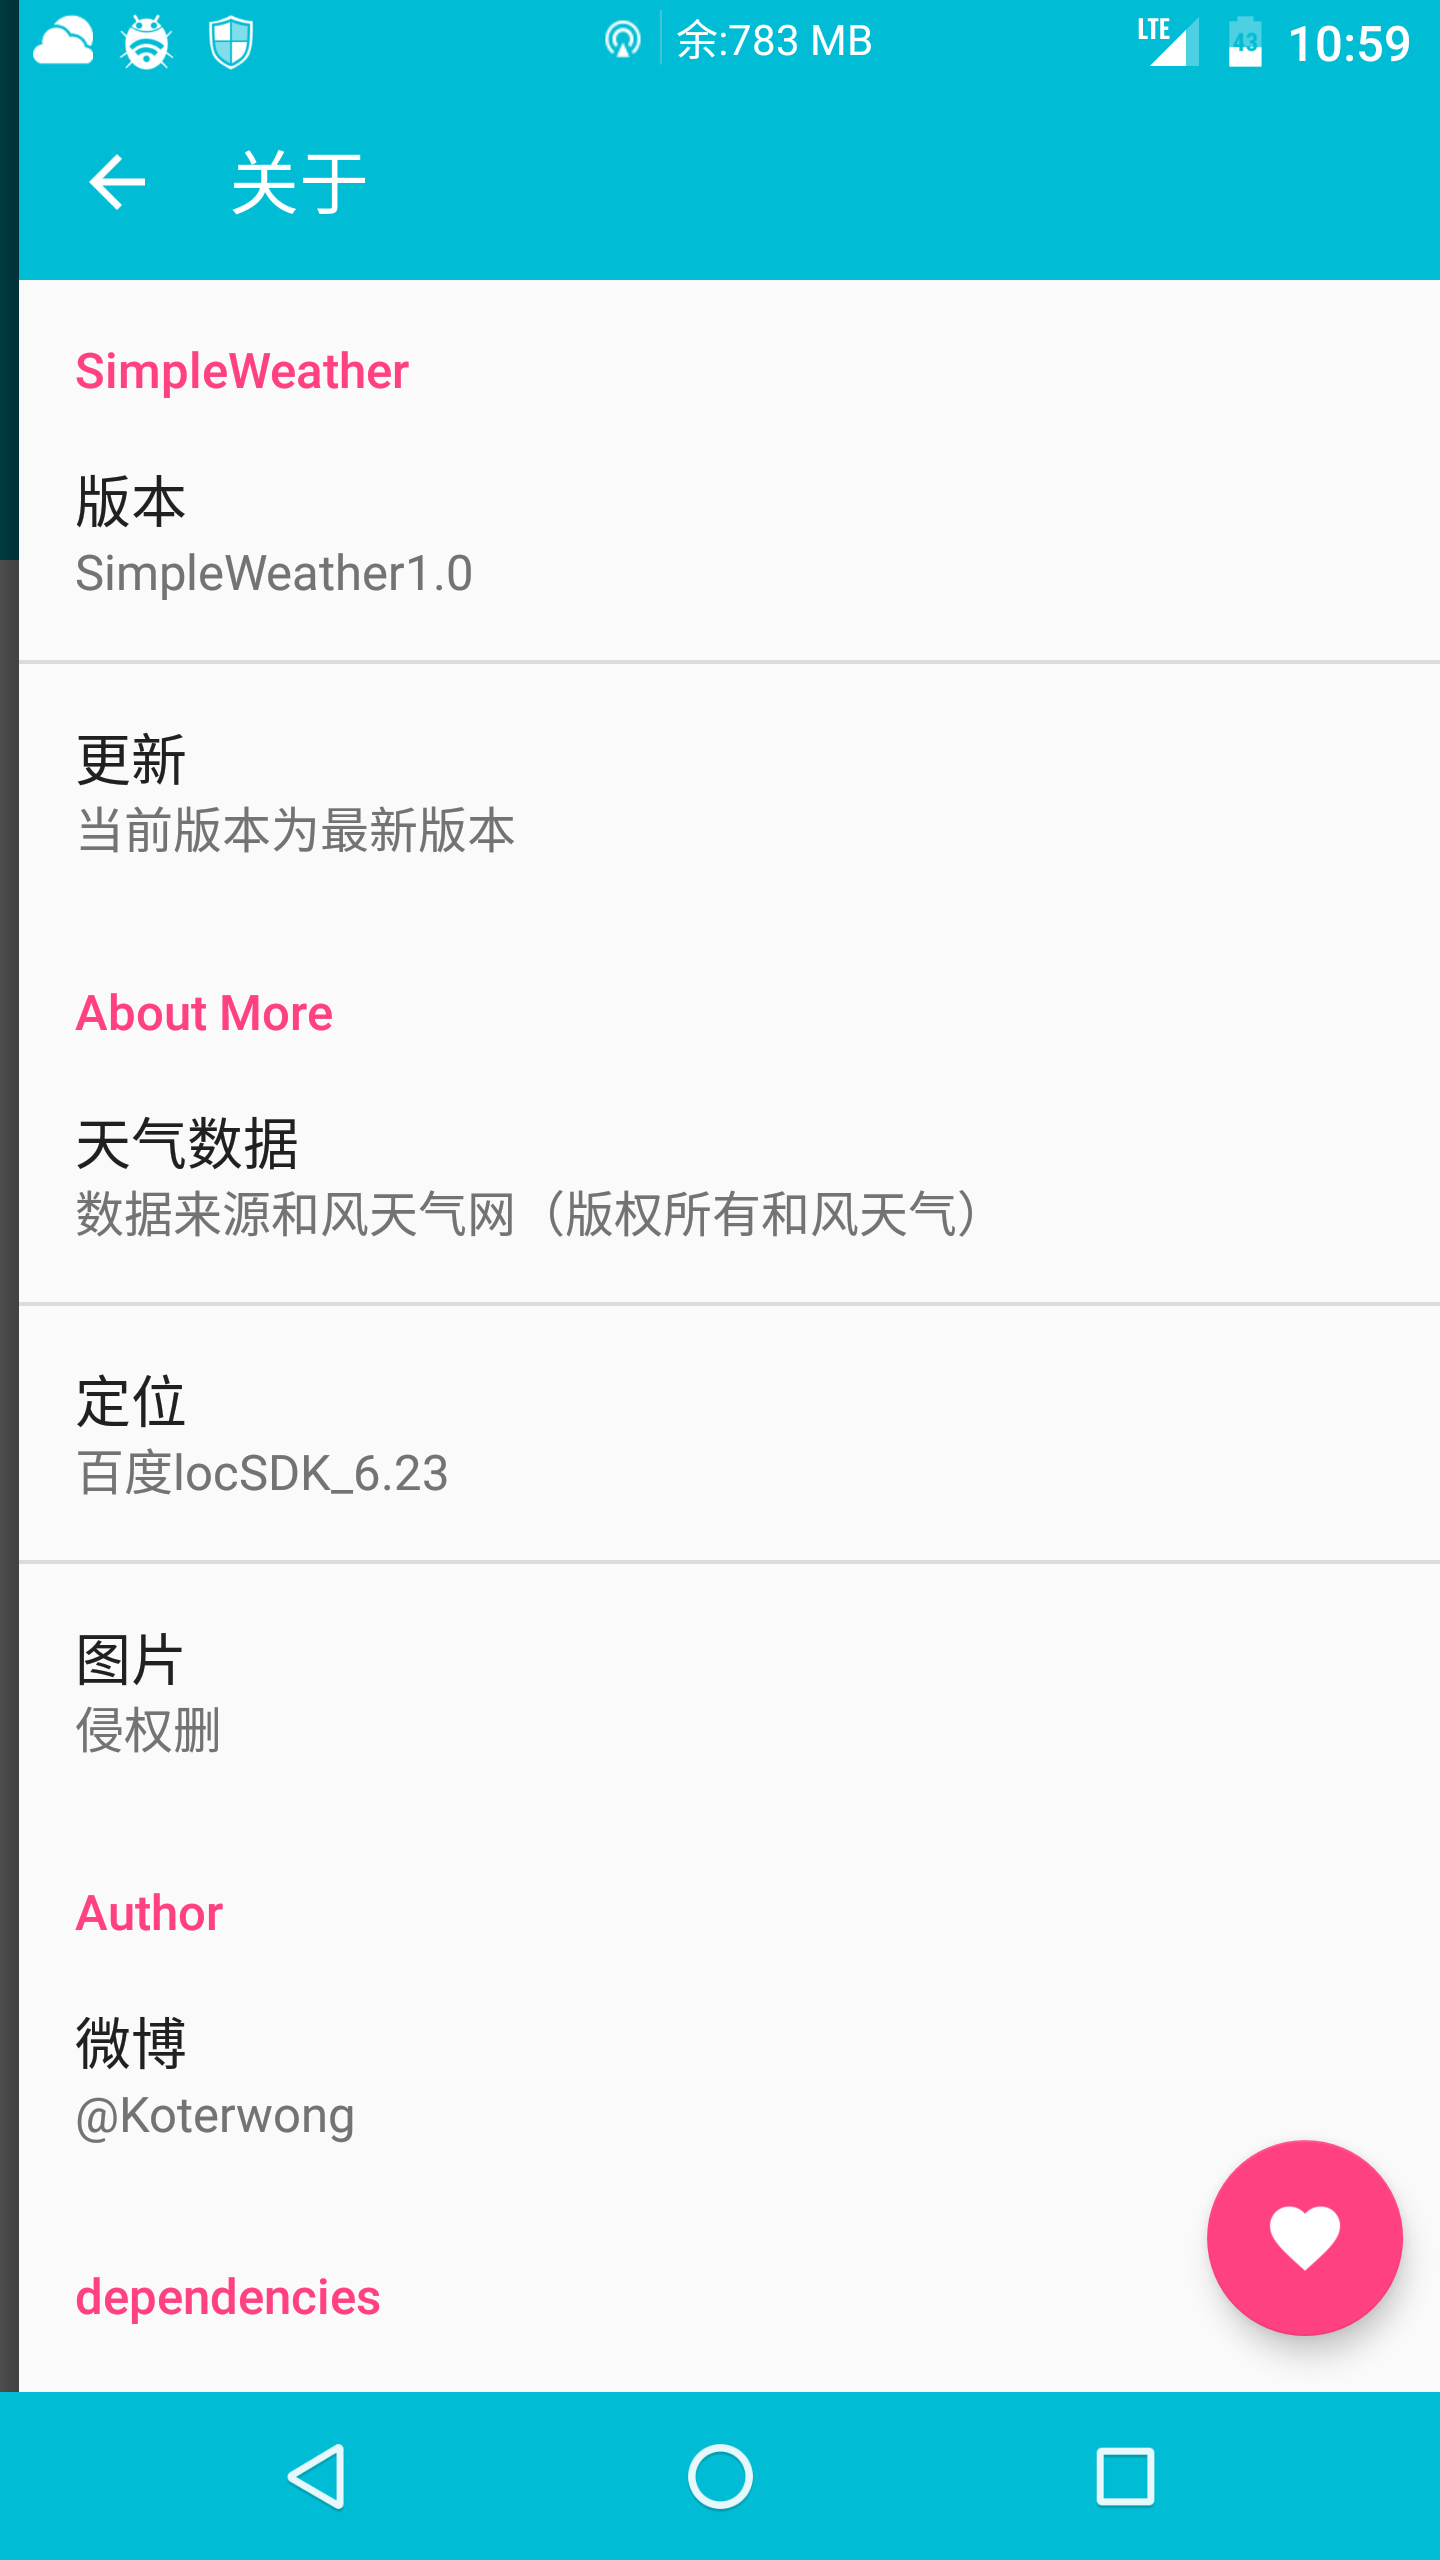 余:783 MB
LTE
43
10:59
关于
SimpleWeather
版本
SimpleWeather1.0
更新
当前版本为最新版本
About More
天气数据
数据来源和风天气网（版权所有和风天气）
定位
百度locSDK_6.23
图片
侵权删
Author
微博
@Koterwong
dependencies